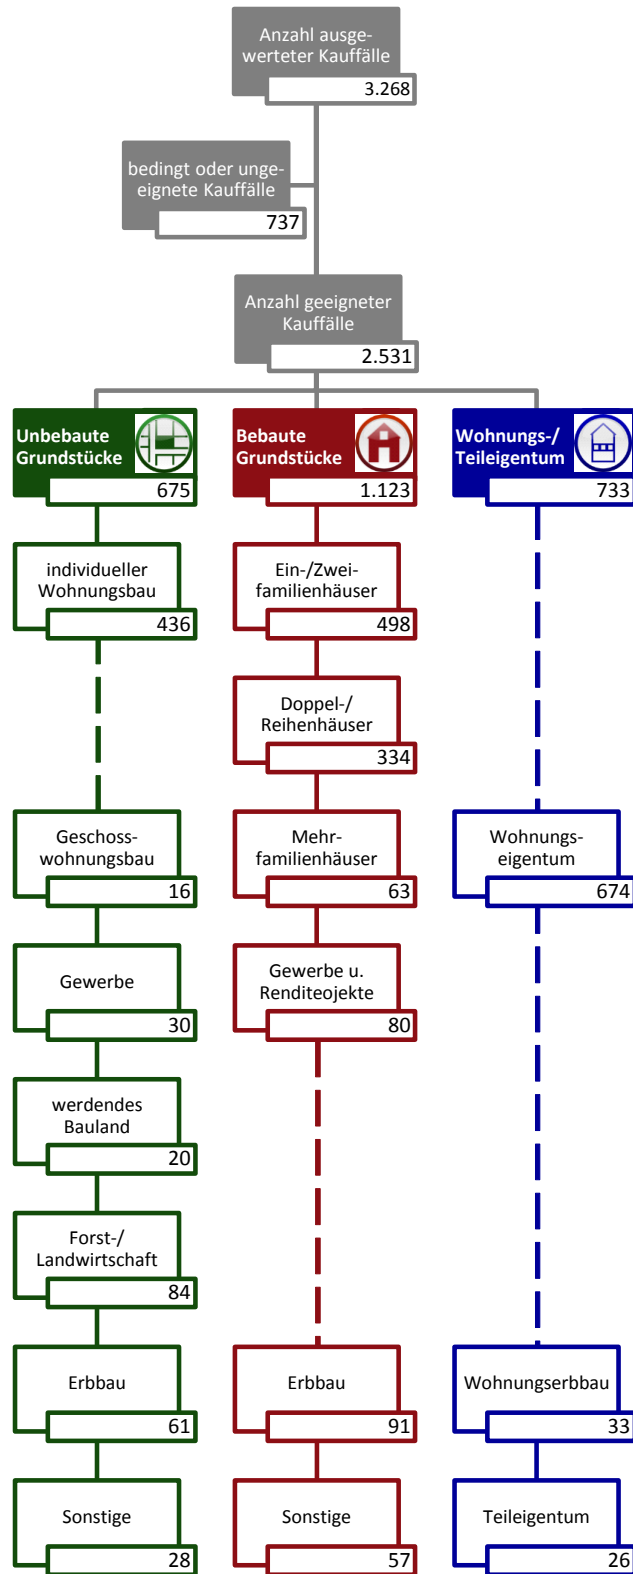 Anzahl ausge-
werteter Kauffälle
3.268
bedingt oder unge-
eignete Kauffälle
737
Anzahl geeigneter
Kauffälle
2.531
Unbebaute
Grundstücke
675
individueller
Wohnungsbau
436
Geschoss-
wohnungsbau
16
Gewerbe
30
werdendes
Bauland
20
Forst-/
Landwirtschaft
84
Erbbau
61
Sonstige
28
Bebaute
Grundstücke
1.123
Ein-/Zwei-
familienhäuser
498
Doppel-/
Reihenhäuser
334
Mehr-
familienhäuser
63
Gewerbe u.
Renditeojekte
80
Erbbau
91
Sonstige
57
Wohnungs-/
Teileigentum
733
Wohnungs-
eigentum
674
Wohnungserbbau
33
Teileigentum
26